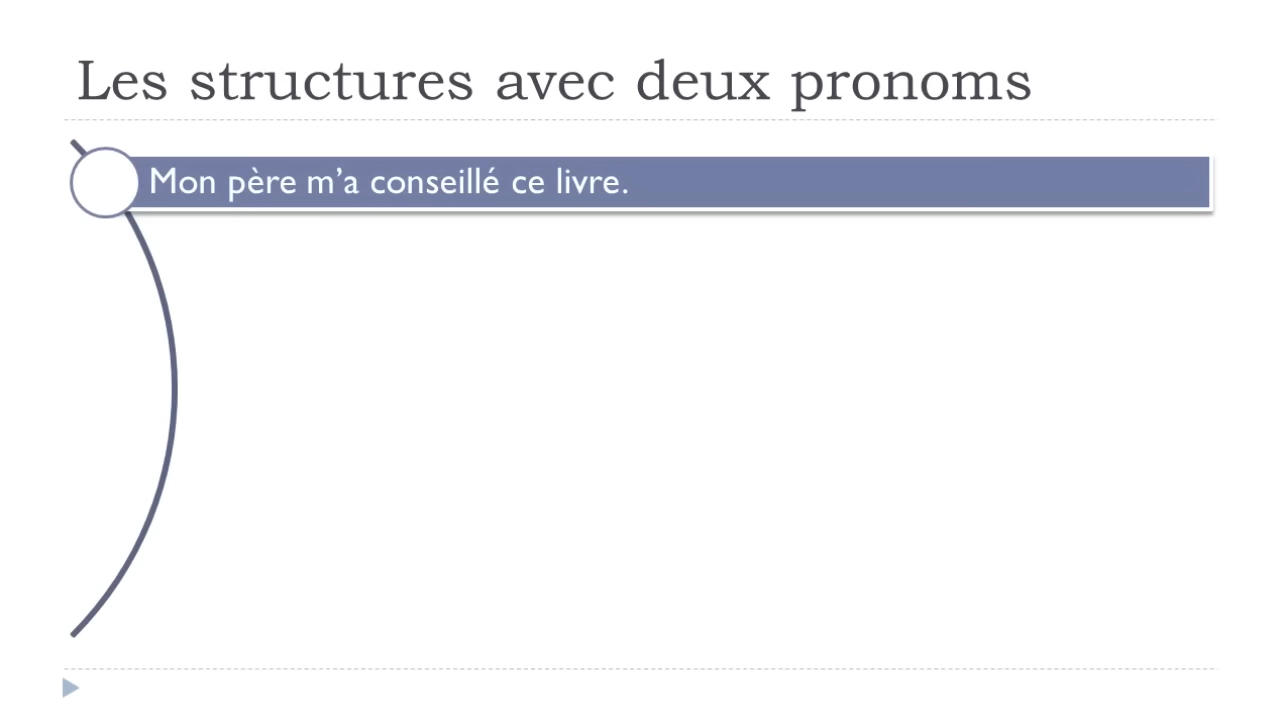 Les structures avec deux pronoms
Mon père m’a conseillé ce livre.